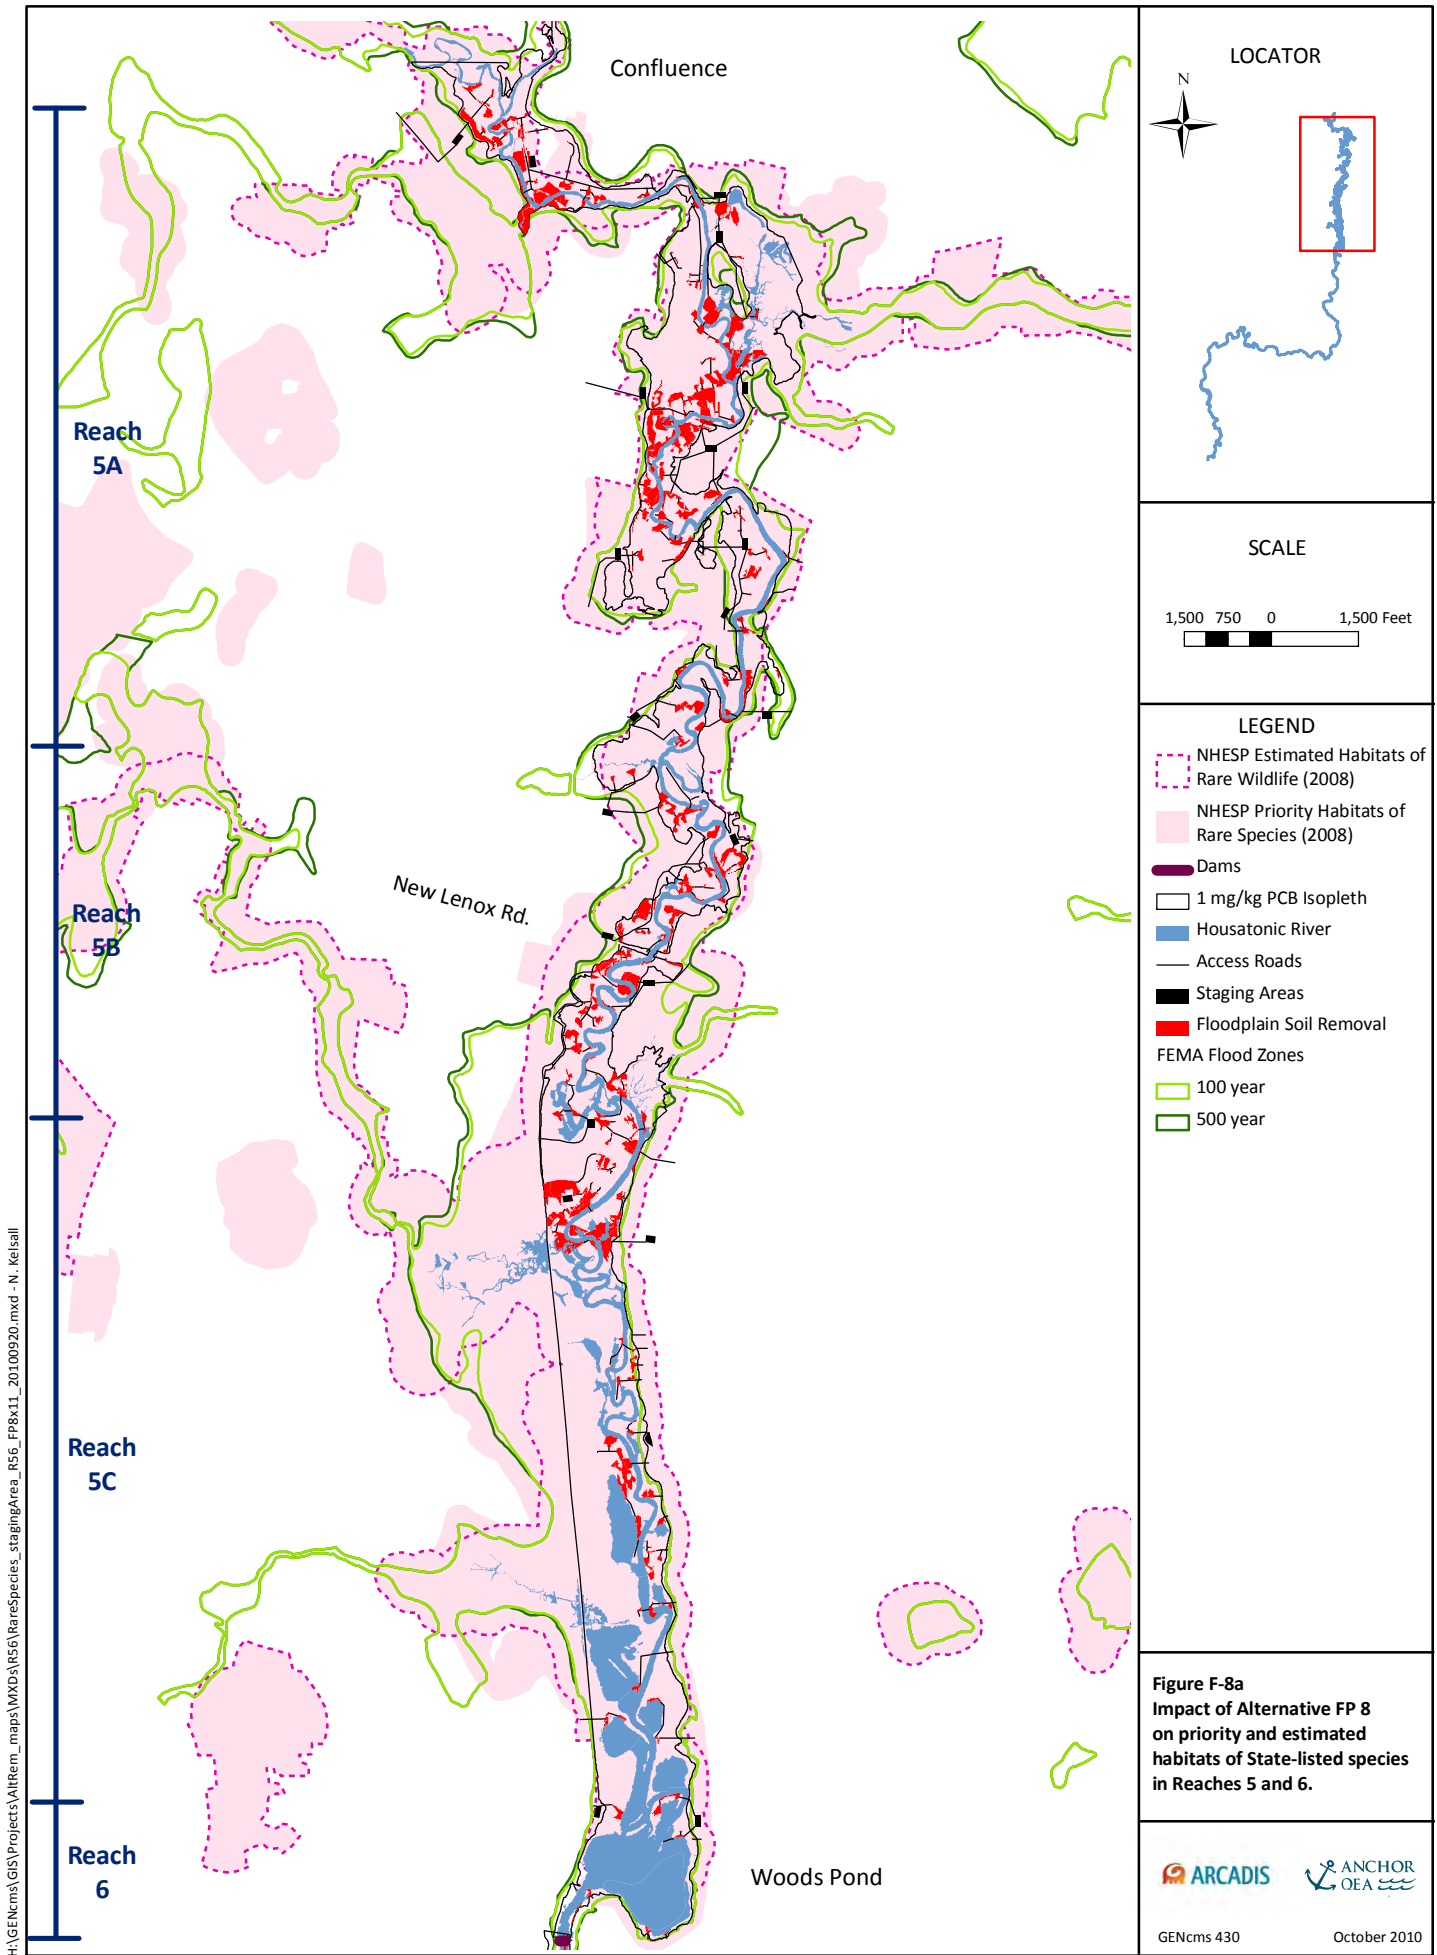 Confluence
Reach
5A
Reach
5B
New Lenox Rd.
Reach
5C
Reach
6
Woods Pond
H:\GENcms\GIS\Projects\AltRem_maps\MXDs\R56\RareSpecies_stagingArea_R56_FP8x11_20100920.mxd - N. Kelsall
LOCATOR
N
SCALE
1,500 750 0 1,500 Feet
LEGEND
NHESP Estimated Habitats of
Rare Wildlife (2008)
NHESP Priority Habitats of
Rare Species (2008)
Dams
1 mg/kg PCB Isopleth
Housatonic River
Access Roads
Staging Areas
Floodplain Soil Removal
FEMA Flood Zones
100 year
500 year
Figure F-8a
Impact of Alternative FP 8
on priority and estimated
habitats of State-listed species
in Reaches 5 and 6.
ARCADIS
ANCHOR
QEA
GENcms 430
October 2010